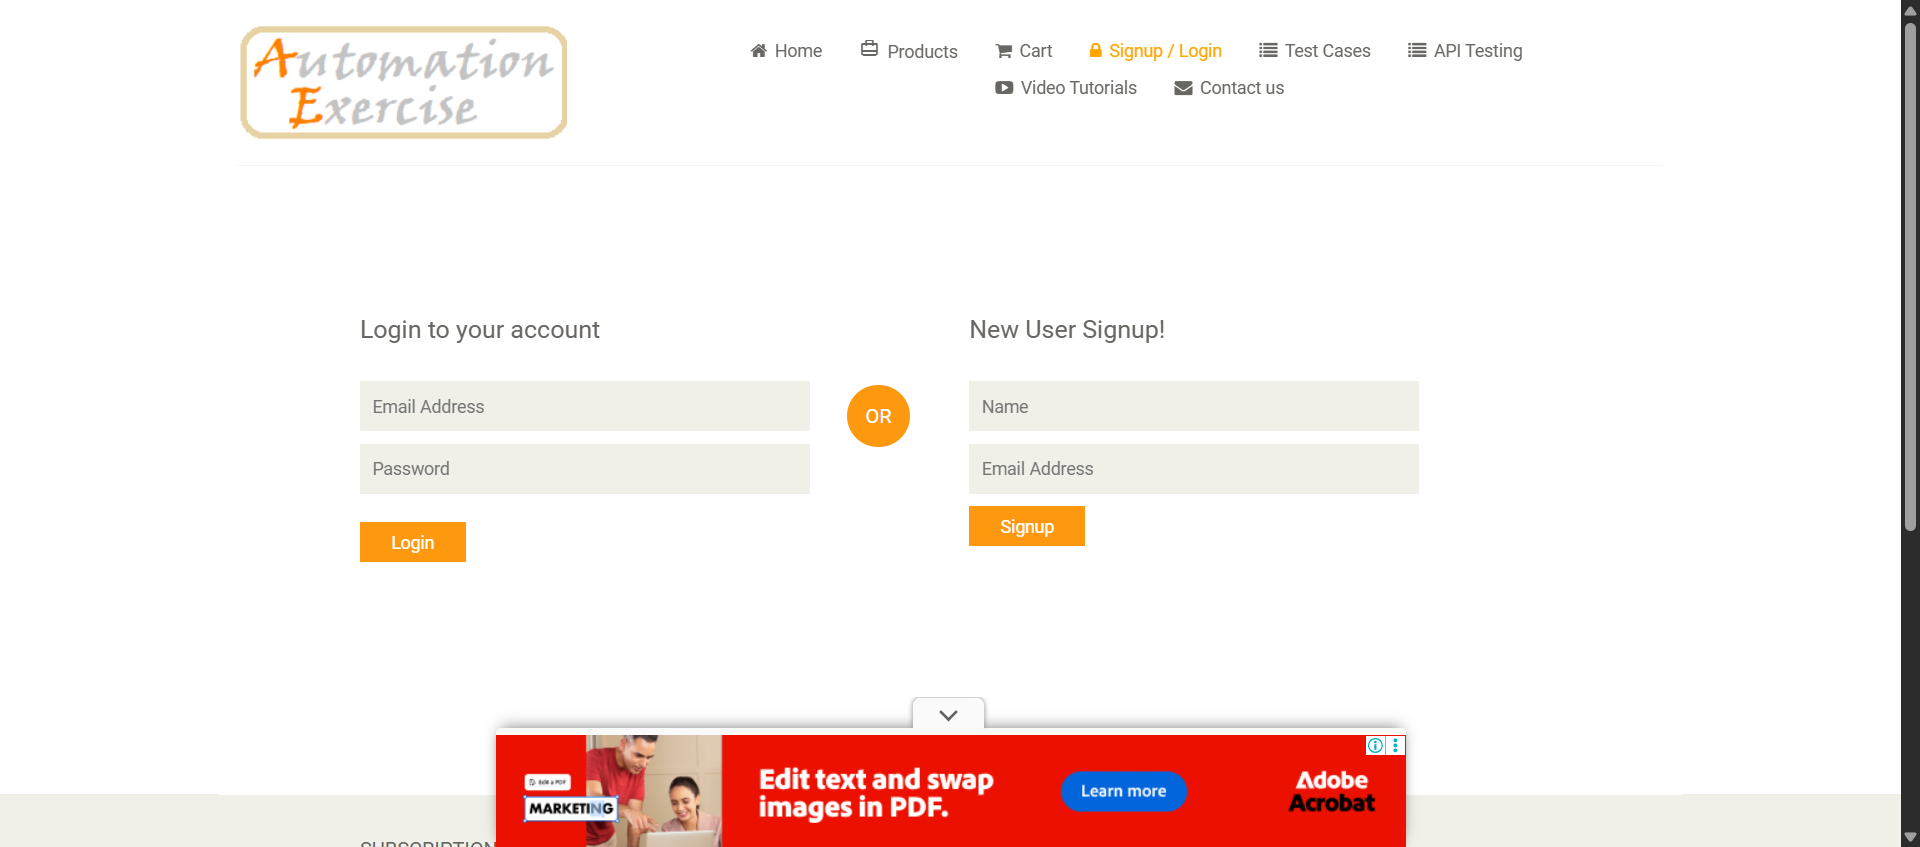 Automation
Exercise
Home
Products
Cart
Signup / Login
Test Cases
API Testing
Video Tutorials
Contact us
Login to your account
New User Signup!
Email Address
OR
Name
Password
Email Address
Login
Signup
Edit a PDF
MARKETING
Edit text and swap
images in PDF.
Learn more
Adobe
Acrobat
SUBSCRIPTION